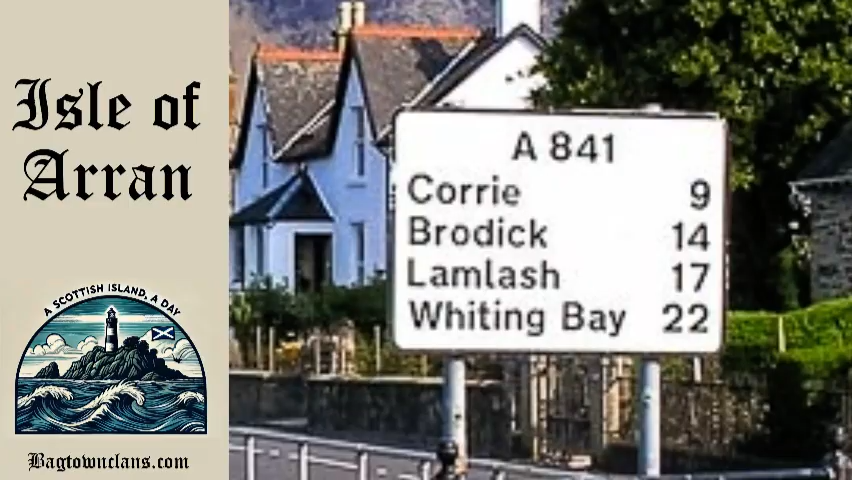 Isle of
Arran
A SCOTTISH ISLAND, A DAY
Bagtownclans.com
A 841
Corrie 9
Brodick 14
Lamlash 17
Whiting Bay 22